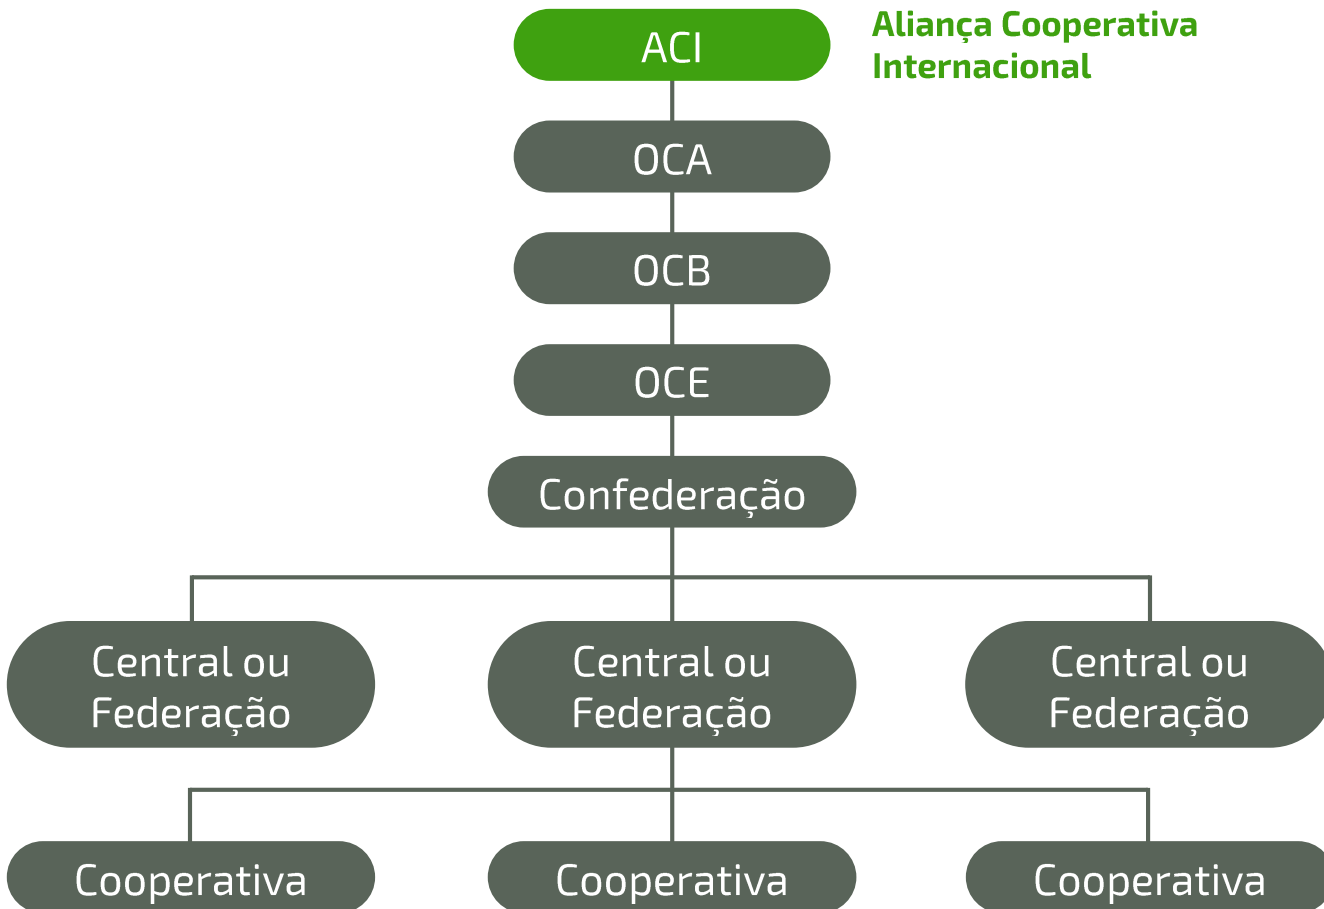 ACI
Aliança Cooperativa
Internacional
OCA
OCB
OCE
Confederação
Central ou
Federação
Central ou
Federação
Central ou
Federação
Cooperativa
Cooperativa
Cooperativa